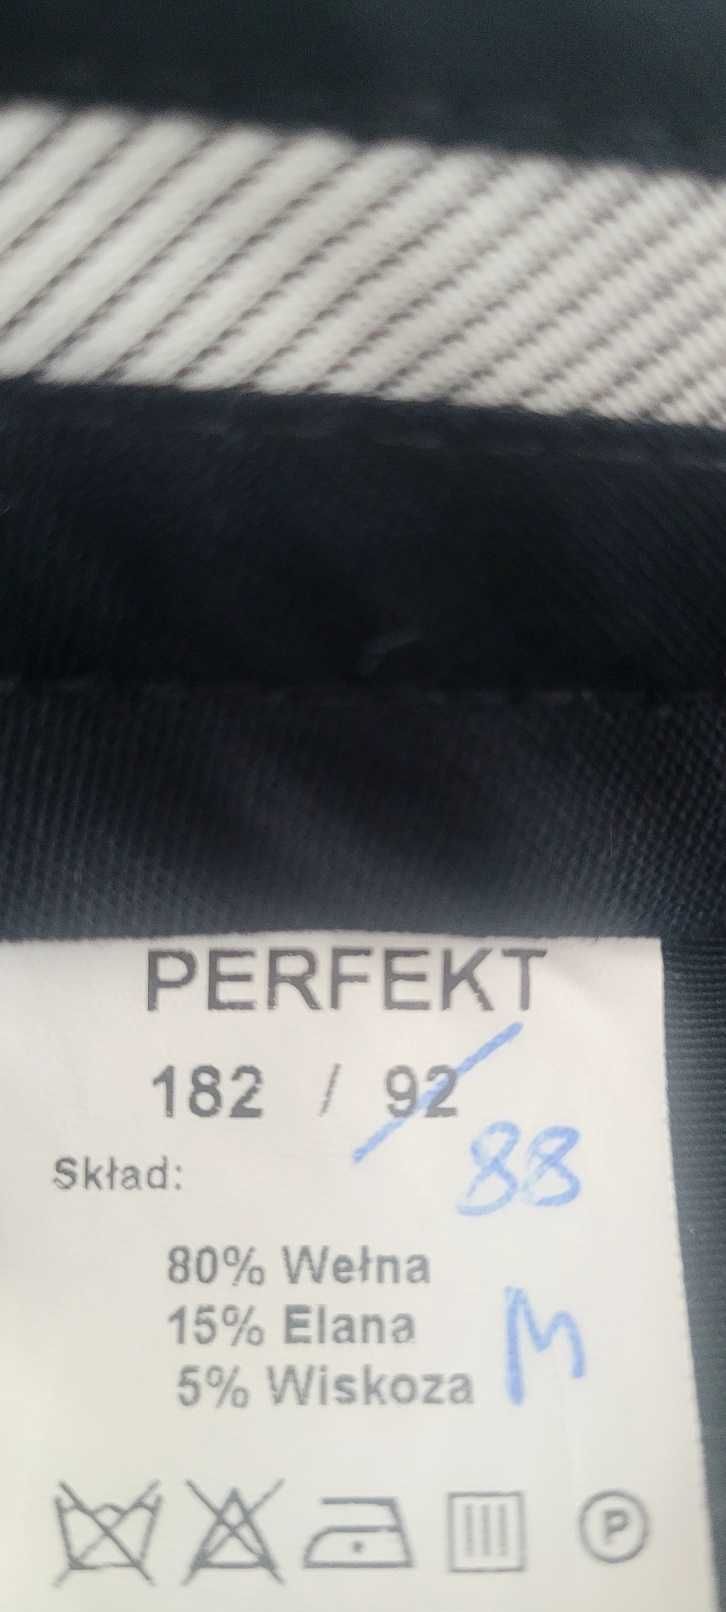 PERFEKT
182 / 92
88
Skład:
80% Wełna
15% Elana
5% Wiskoza
M
P